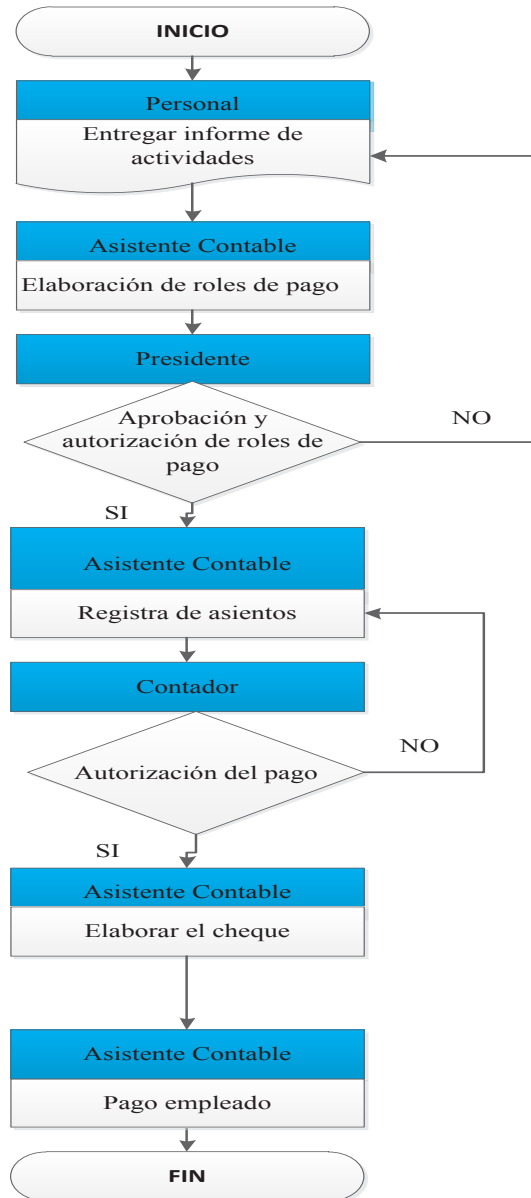 INICIO
Personal
Entregar informe de
actividades
Asistente Contable
Elaboración de roles de pago
Presidente
Aprobación y
autorización de roles de
pago
NO
SI
Asistente Contable
Registra de asientos
Contador
Autorización del pago
NO
SI
Asistente Contable
Elaborar el cheque
Asistente Contable
Pago empleado
FIN